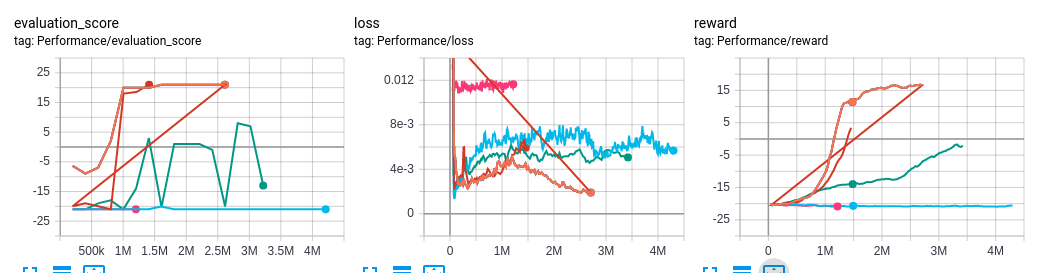 evaluation_score
tag: Performance/evaluation_score
25
15
5
-5
-15
-25
500k 1M 1.5M 2M 2.5M 3M 3.5M 4M
loss
tag: Performance/loss
0.012
8e-3
4e-3
0
0 1M 2M 3M 4M
reward
tag: Performance/reward
15
5
-5
-15
-25
0 1M 2M 3M 4M